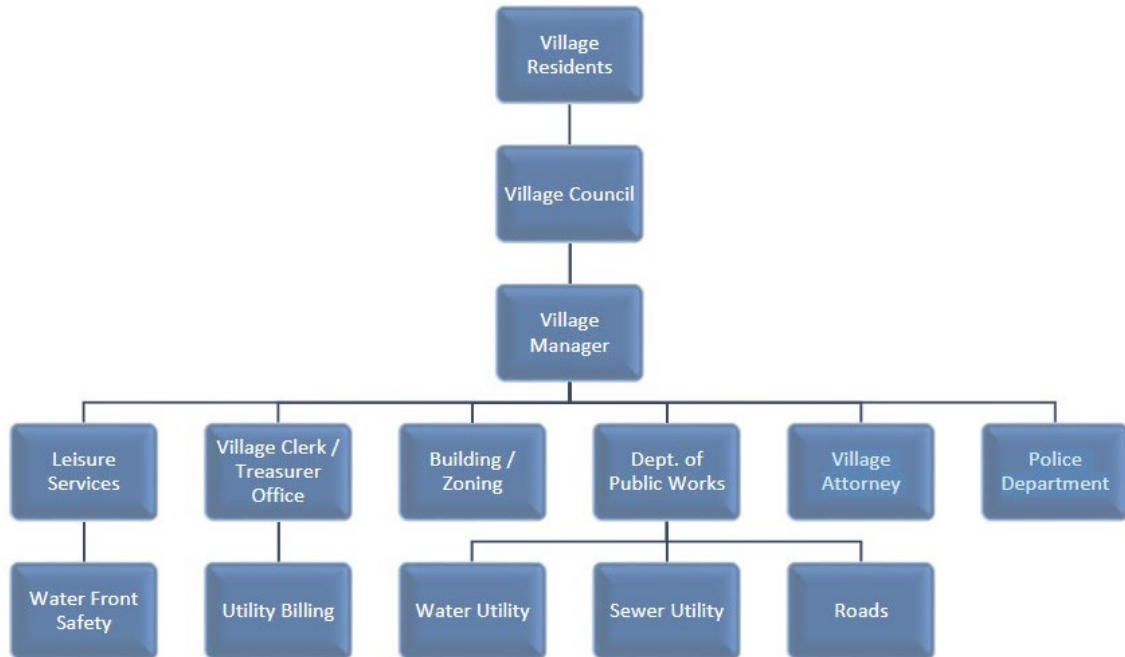 Village
Residents
Village Council
Village
Manager
Leisure
Services
Village Clerk /
Treasurer
Office
Building /
Zoning
Dept. of
Public Works
Village
Attorney
Police
Department
Water Front
Safety
Utility Billing
Water Utility
Sewer Utility
Roads